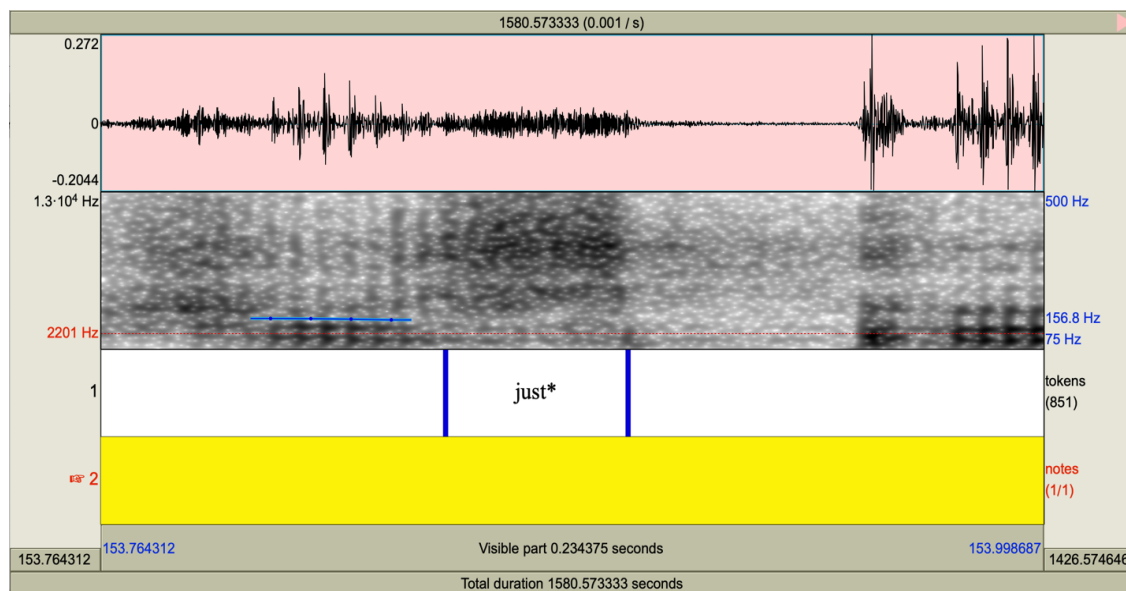 1580.573333 (0.001 / s)
0.272
0
-0.2044
1.3·10⁴ Hz
500 Hz
2201 Hz
156.8 Hz
75 Hz
1
just*
tokens
(851)
☞ 2
notes
(1/1)
153.764312
153.764312
Visible part 0.234375 seconds
153.998687
1426.574646
Total duration 1580.573333 seconds